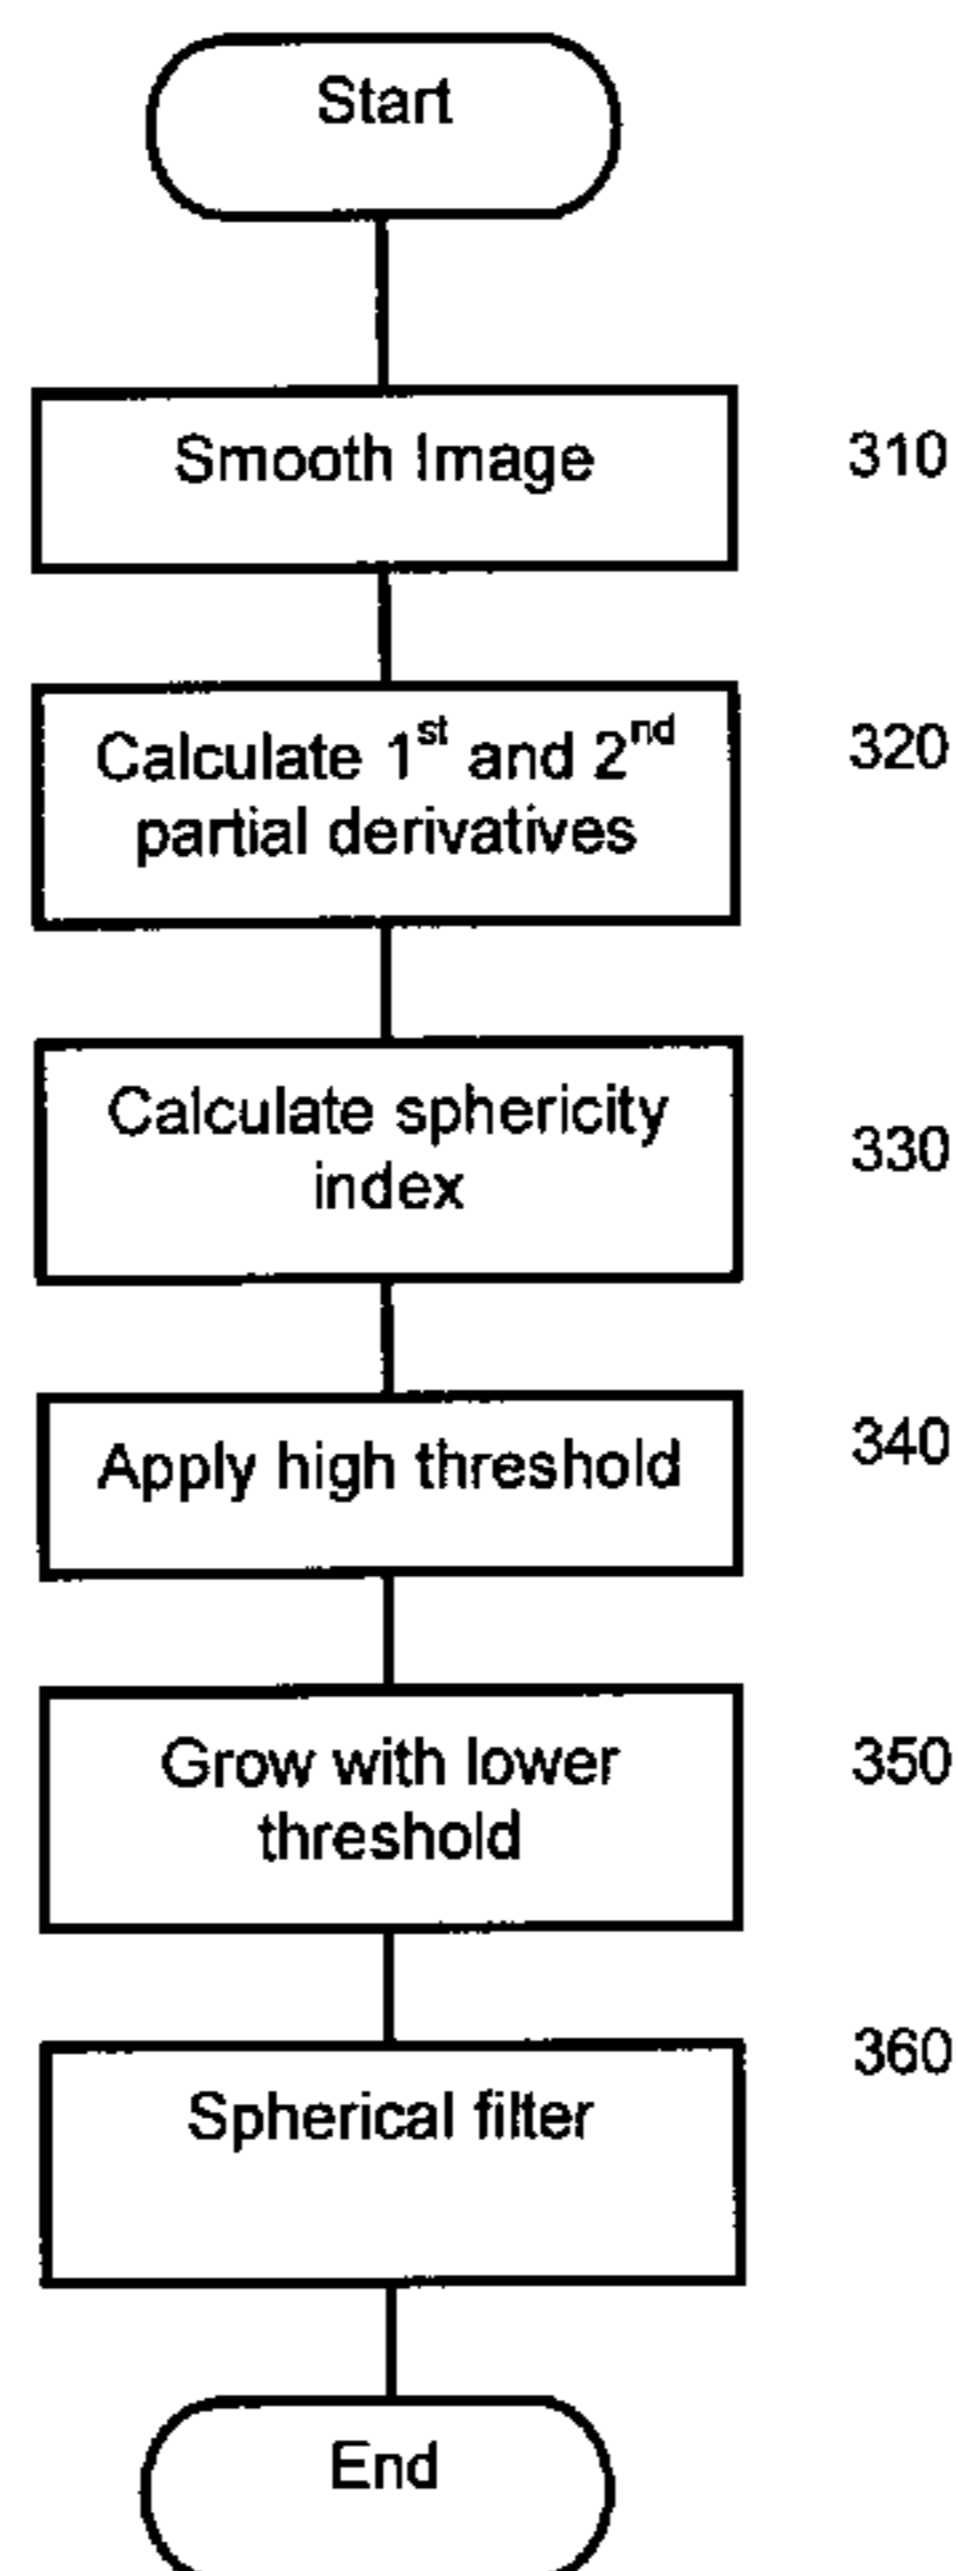 Start
Smooth Image
310
Calculate 1st and 2nd
partial derivatives
320
Calculate sphericity
index
330
Apply high threshold
340
Grow with lower
threshold
350
Spherical filter
360
End